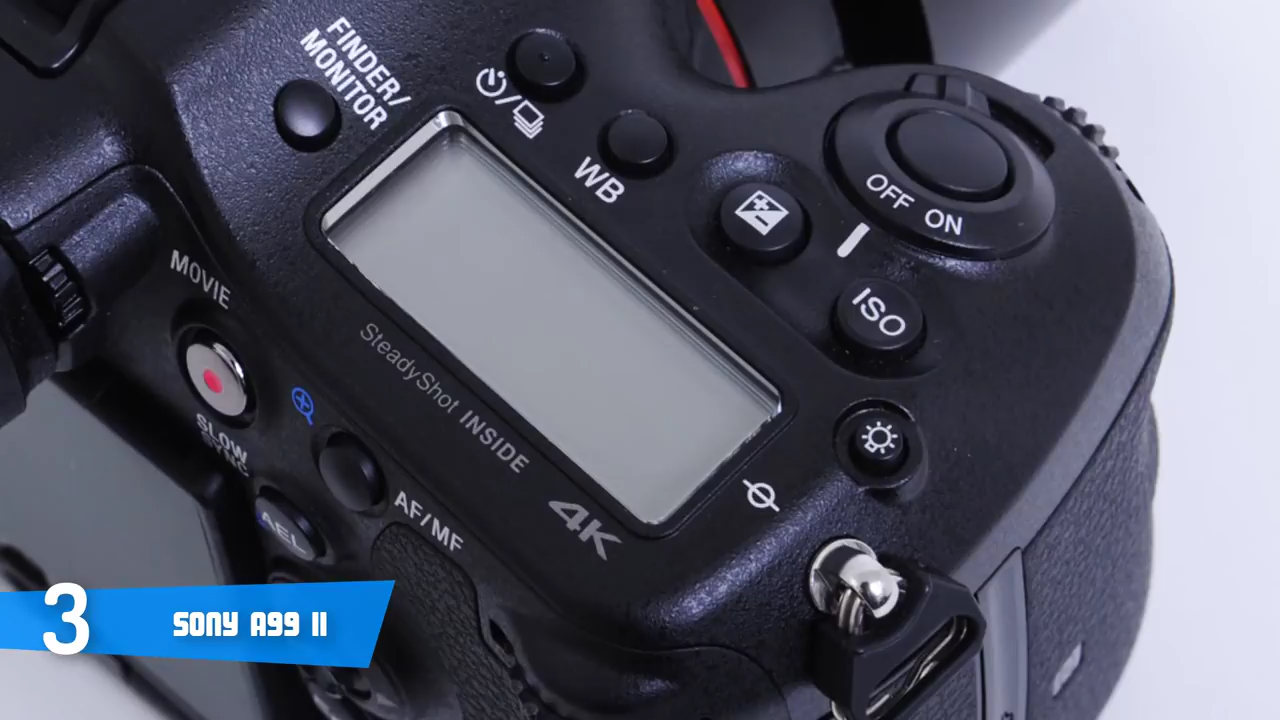 FINDER/
MONITOR
WB
OFF ON
ISO
MOVIE
SteadyShot INSIDE
SLOW
SYNC
AF/MF
4K
AEL
3 SONY A99 II